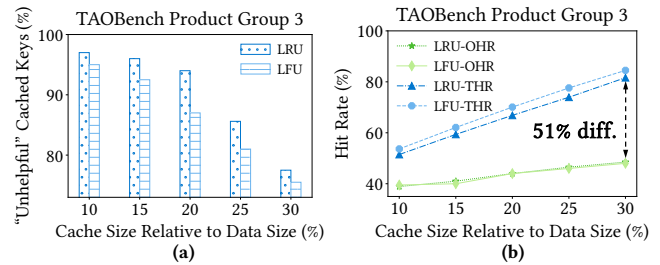 TAOBench Product Group 3
"Unhelpful" Cached Keys (%)
100
90
80
LRU
LFU
10 15 20 25 30
Cache Size Relative to Data Size (%)
(a)
TAOBench Product Group 3
Hit Rate (%)
100
80
60
40
LRU-OHR
LFU-OHR
LRU-THR
LFU-THR
51% diff.
10 15 20 25 30
Cache Size Relative to Data Size (%)
(b)